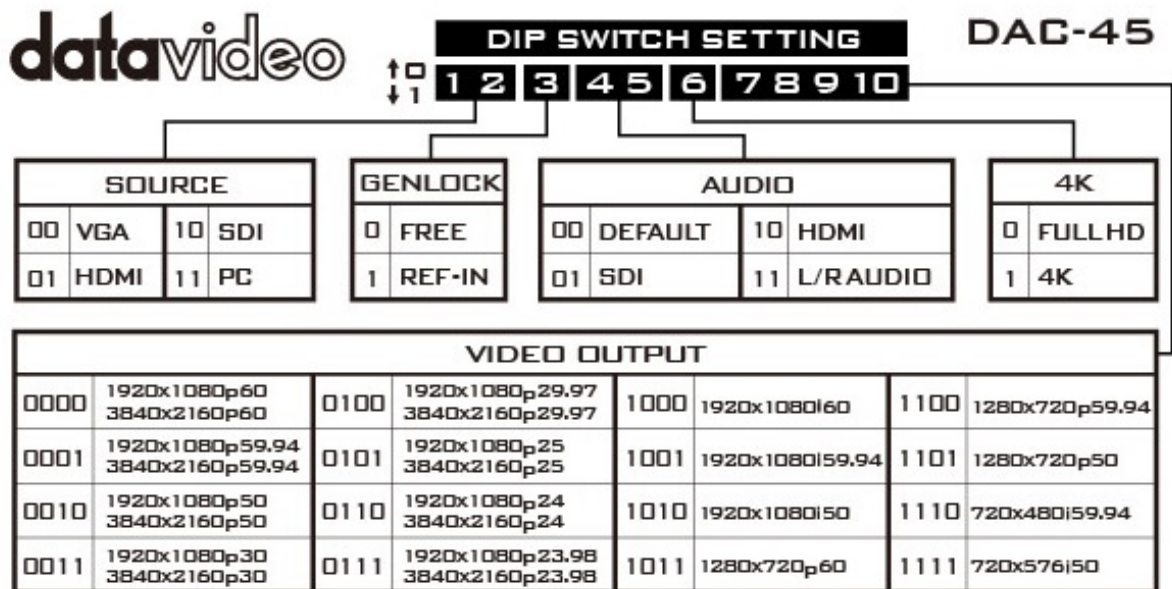 datavideo
DIP SWITCH SETTING
DAC-45
↑0
↓1
1 2 3 4 5 6 7 8 9 10
SOURCE
00 VGA 10 SDI
01 HDMI 11 PC
GENLOCK
0 FREE
1 REF-IN
AUDIO
00 DEFAULT 10 HDMI
01 SDI 11 L/R AUDIO
4K
0 FULL HD
1 4K
VIDEO OUTPUT
0000 1920x1080p60
3840x2160p60
0100 1920x1080p29.97
3840x2160p29.97
1000 1920x1080i60
1100 1280x720p59.94
0001 1920x1080p59.94
3840x2160p59.94
0101 1920x1080p25
3840x2160p25
1001 1920x1080i59.94
1101 1280x720p50
0010 1920x1080p50
3840x2160p50
0110 1920x1080p24
3840x2160p24
1010 1920x1080i50
1110 720x480i59.94
0011 1920x1080p30
3840x2160p30
0111 1920x1080p23.98
3840x2160p23.98
1011 1280x720p60
1111 720x576i50